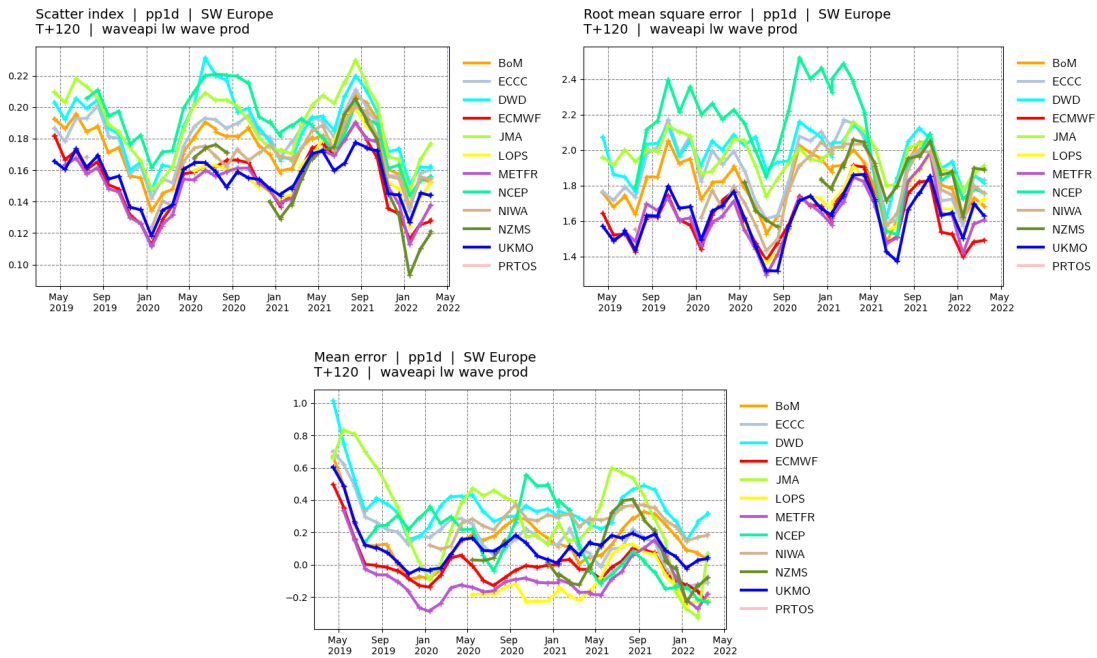 Scatter index | pp1d | SW Europe
T+120 | waveapi lw wave prod
0.22
0.20
0.18
0.16
0.14
0.12
0.10
May 2019
Sep 2019
Jan 2020
May 2020
Sep 2020
Jan 2021
May 2021
Sep 2021
Jan 2022
May 2022
BoM
ECCC
DWD
ECMWF
JMA
LOPS
METFR
NCEP
NIWA
NZMS
UKMO
PRTOS
Root mean square error | pp1d | SW Europe
T+120 | waveapi lw wave prod
2.4
2.2
2.0
1.8
1.6
1.4
May 2019
Sep 2019
Jan 2020
May 2020
Sep 2020
Jan 2021
May 2021
Sep 2021
Jan 2022
May 2022
BoM
ECCC
DWD
ECMWF
JMA
LOPS
METFR
NCEP
NIWA
NZMS
UKMO
PRTOS
Mean error | pp1d | SW Europe
T+120 | waveapi lw wave prod
1.0
0.8
0.6
0.4
0.2
0.0
−0.2
May 2019
Sep 2019
Jan 2020
May 2020
Sep 2020
Jan 2021
May 2021
Sep 2021
Jan 2022
May 2022
BoM
ECCC
DWD
ECMWF
JMA
LOPS
METFR
NCEP
NIWA
NZMS
UKMO
PRTOS